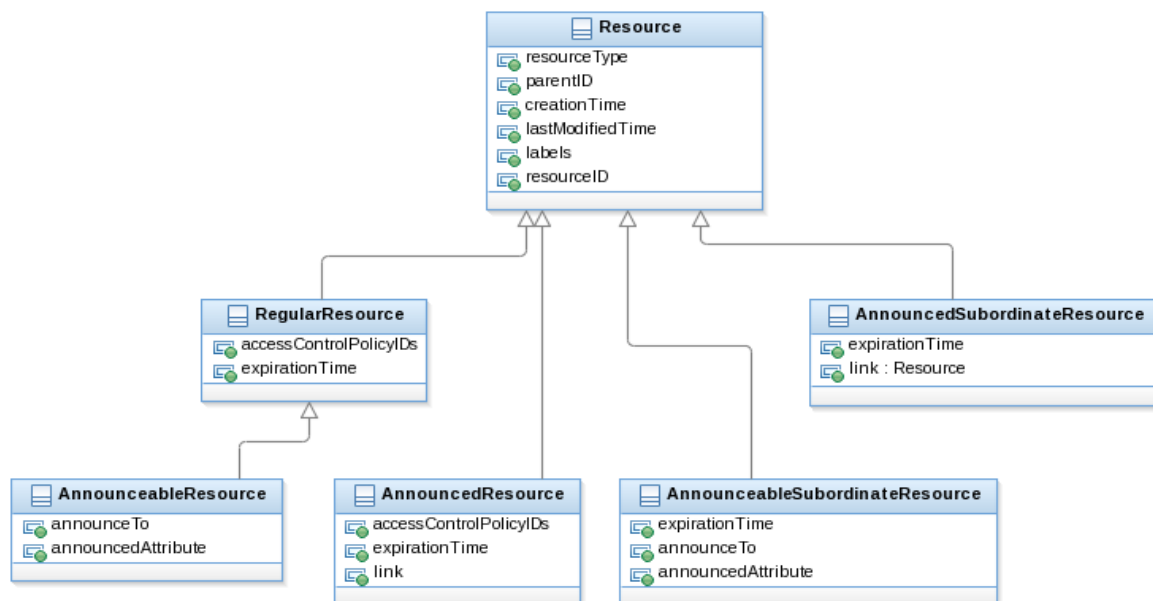 Resource
resourceType
parentID
creationTime
lastModifiedTime
labels
resourceID
RegularResource
accessControlPolicyIDs
expirationTime
AnnouncedSubordinateResource
expirationTime
link : Resource
AnnounceableResource
announceTo
announcedAttribute
AnnouncedResource
accessControlPolicyIDs
expirationTime
link
AnnounceableSubordinateResource
expirationTime
announceTo
announcedAttribute